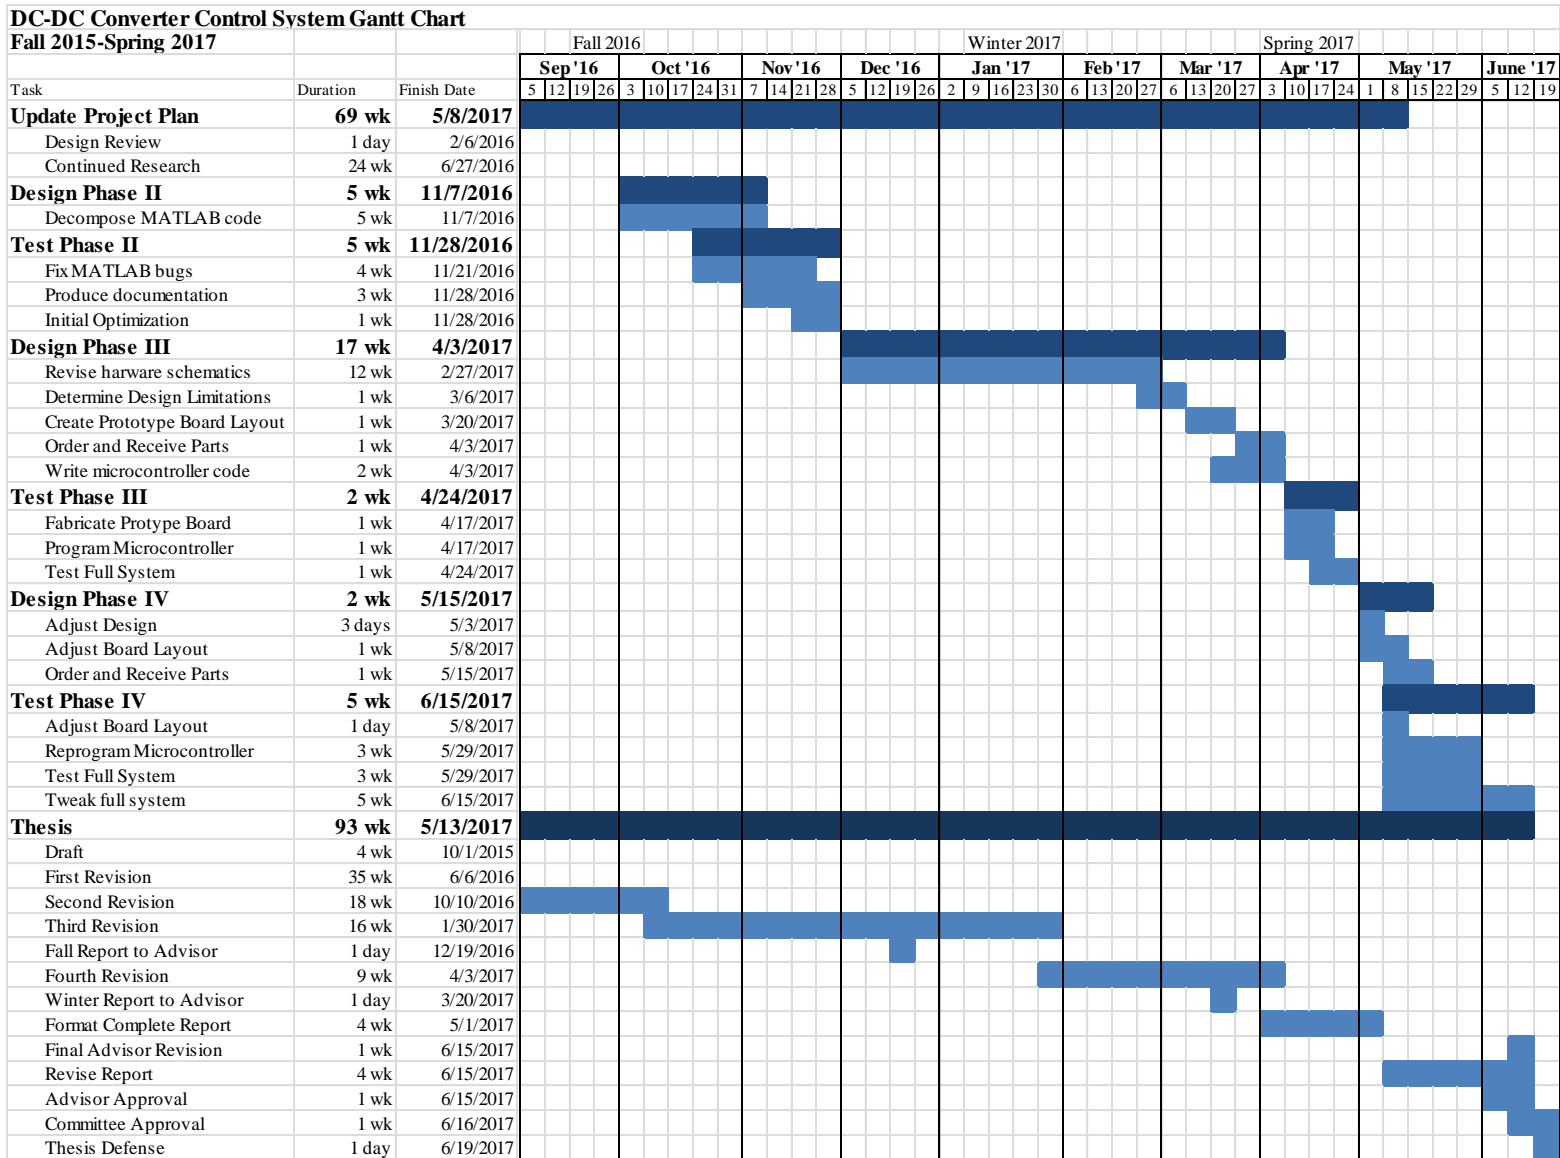 DC-DC Converter Control System Gantt Chart
Fall 2015-Spring 2017 Fall 2016 Winter 2017 Spring 2017
Sep '16 Oct '16 Nov '16 Dec '16 Jan '17 Feb '17 Mar '17 Apr '17 May '17 June '17
Task Duration Finish Date 5 12 19 26 3 10 17 24 31 7 14 21 28 5 12 19 26 2 9 16 23 30 6 13 20 27 6 13 20 27 3 10 17 24 1 8 15 22 29 5 12 19
Update Project Plan 69 wk 5/8/2017
Design Review 1 day 2/6/2016
Continued Research 24 wk 6/27/2016
Design Phase II 5 wk 11/7/2016
Decompose MATLAB code 5 wk 11/7/2016
Test Phase II 5 wk 11/28/2016
Fix MATLAB bugs 4 wk 11/21/2016
Produce documentation 3 wk 11/28/2016
Initial Optimization 1 wk 11/28/2016
Design Phase III 17 wk 4/3/2017
Revise harware schematics 12 wk 2/27/2017
Determine Design Limitations 1 wk 3/6/2017
Create Prototype Board Layout 1 wk 3/20/2017
Order and Receive Parts 1 wk 4/3/2017
Write microcontroller code 2 wk 4/3/2017
Test Phase III 2 wk 4/24/2017
Fabricate Protype Board 1 wk 4/17/2017
Program Microcontroller 1 wk 4/17/2017
Test Full System 1 wk 4/24/2017
Design Phase IV 2 wk 5/15/2017
Adjust Design 3 days 5/3/2017
Adjust Board Layout 1 wk 5/8/2017
Order and Receive Parts 1 wk 5/15/2017
Test Phase IV 5 wk 6/15/2017
Adjust Board Layout 1 day 5/8/2017
Reprogram Microcontroller 3 wk 5/29/2017
Test Full System 3 wk 5/29/2017
Tweak full system 5 wk 6/15/2017
Thesis 93 wk 5/13/2017
Draft 4 wk 10/1/2015
First Revision 35 wk 6/6/2016
Second Revision 18 wk 10/10/2016
Third Revision 16 wk 1/30/2017
Fall Report to Advisor 1 day 12/19/2016
Fourth Revision 9 wk 4/3/2017
Winter Report to Advisor 1 day 3/20/2017
Format Complete Report 4 wk 5/1/2017
Final Advisor Revision 1 wk 6/15/2017
Revise Report 4 wk 6/15/2017
Advisor Approval 1 wk 6/15/2017
Committee Approval 1 wk 6/16/2017
Thesis Defense 1 day 6/19/2017